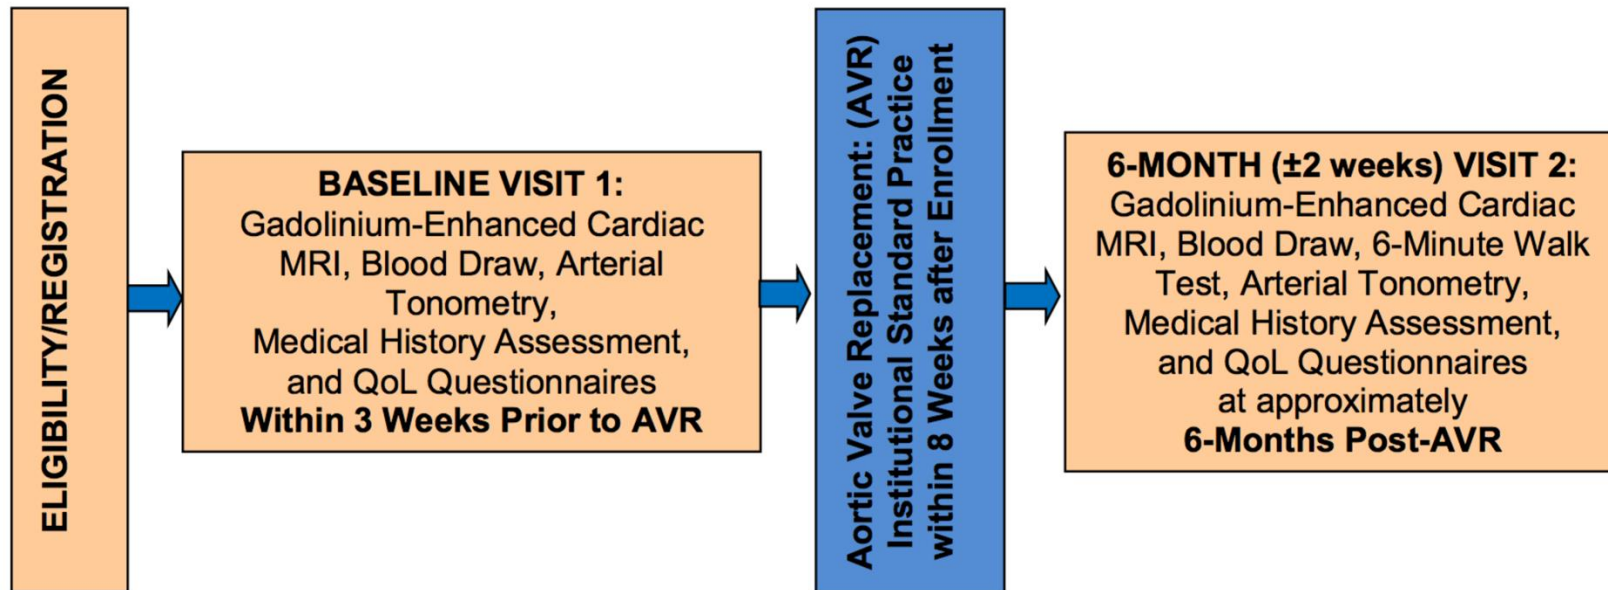 ELIGIBILITY/REGISTRATION
BASELINE VISIT 1:
Gadolinium-Enhanced Cardiac
MRI, Blood Draw, Arterial
Tonometry,
Medical History Assessment,
and QoL Questionnaires
Within 3 Weeks Prior to AVR
Aortic Valve Replacement: (AVR)
Institutional Standard Practice
within 8 Weeks after Enrollment
6-MONTH (±2 weeks) VISIT 2:
Gadolinium-Enhanced Cardiac
MRI, Blood Draw, 6-Minute Walk
Test, Arterial Tonometry,
Medical History Assessment,
and QoL Questionnaires
at approximately
6-Months Post-AVR